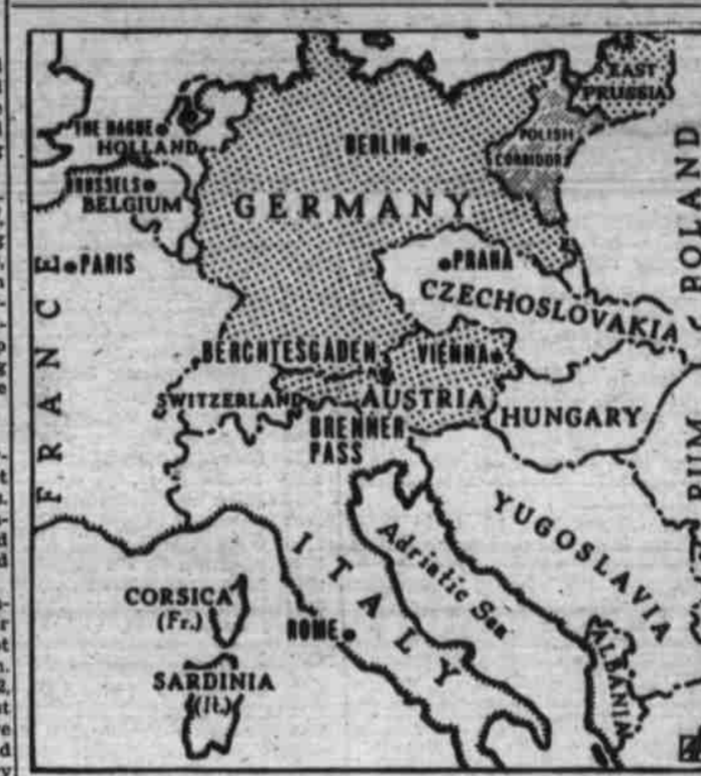 EAST
PRUSSIA
THE HAGUE
HOLLAND
BERLIN
POLISH
CORRIDOR
BRUSSELS
BELGIUM
GERMANY
POLAND
PARIS
PRAHA
CZECHOSLOVAKIA
FRANCE
BERCHTESGADEN
VIENNA
SWITZERLAND
AUSTRIA
HUNGARY
BRENNER
PASS
RUM
YUGOSLAVIA
ITALY
Adriatic Sea
CORSICA
(Fr.)
ROME
ALBANIA
SARDINIA
(It.)